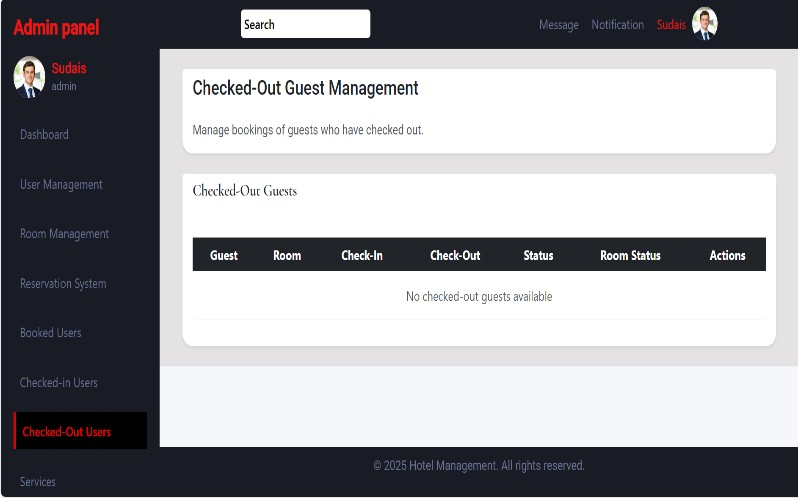 Admin panel
Search
Message Notification Sudais
Sudais
admin
Dashboard
User Management
Room Management
Reservation System
Booked Users
Checked-in Users
Checked-Out Users
Services
Checked-Out Guest Management
Manage bookings of guests who have checked out.
Checked-Out Guests
Guest Room Check-In Check-Out Status Room Status Actions
No checked-out guests available
© 2025 Hotel Management. All rights reserved.